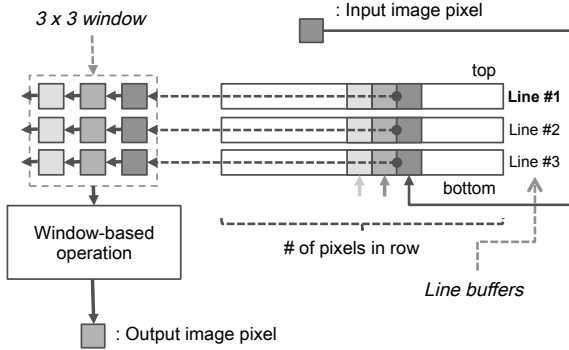 3 x 3 window
: Input image pixel
top
Line #1
Line #2
Line #3
bottom
Window-based
operation
# of pixels in row
Line buffers
: Output image pixel